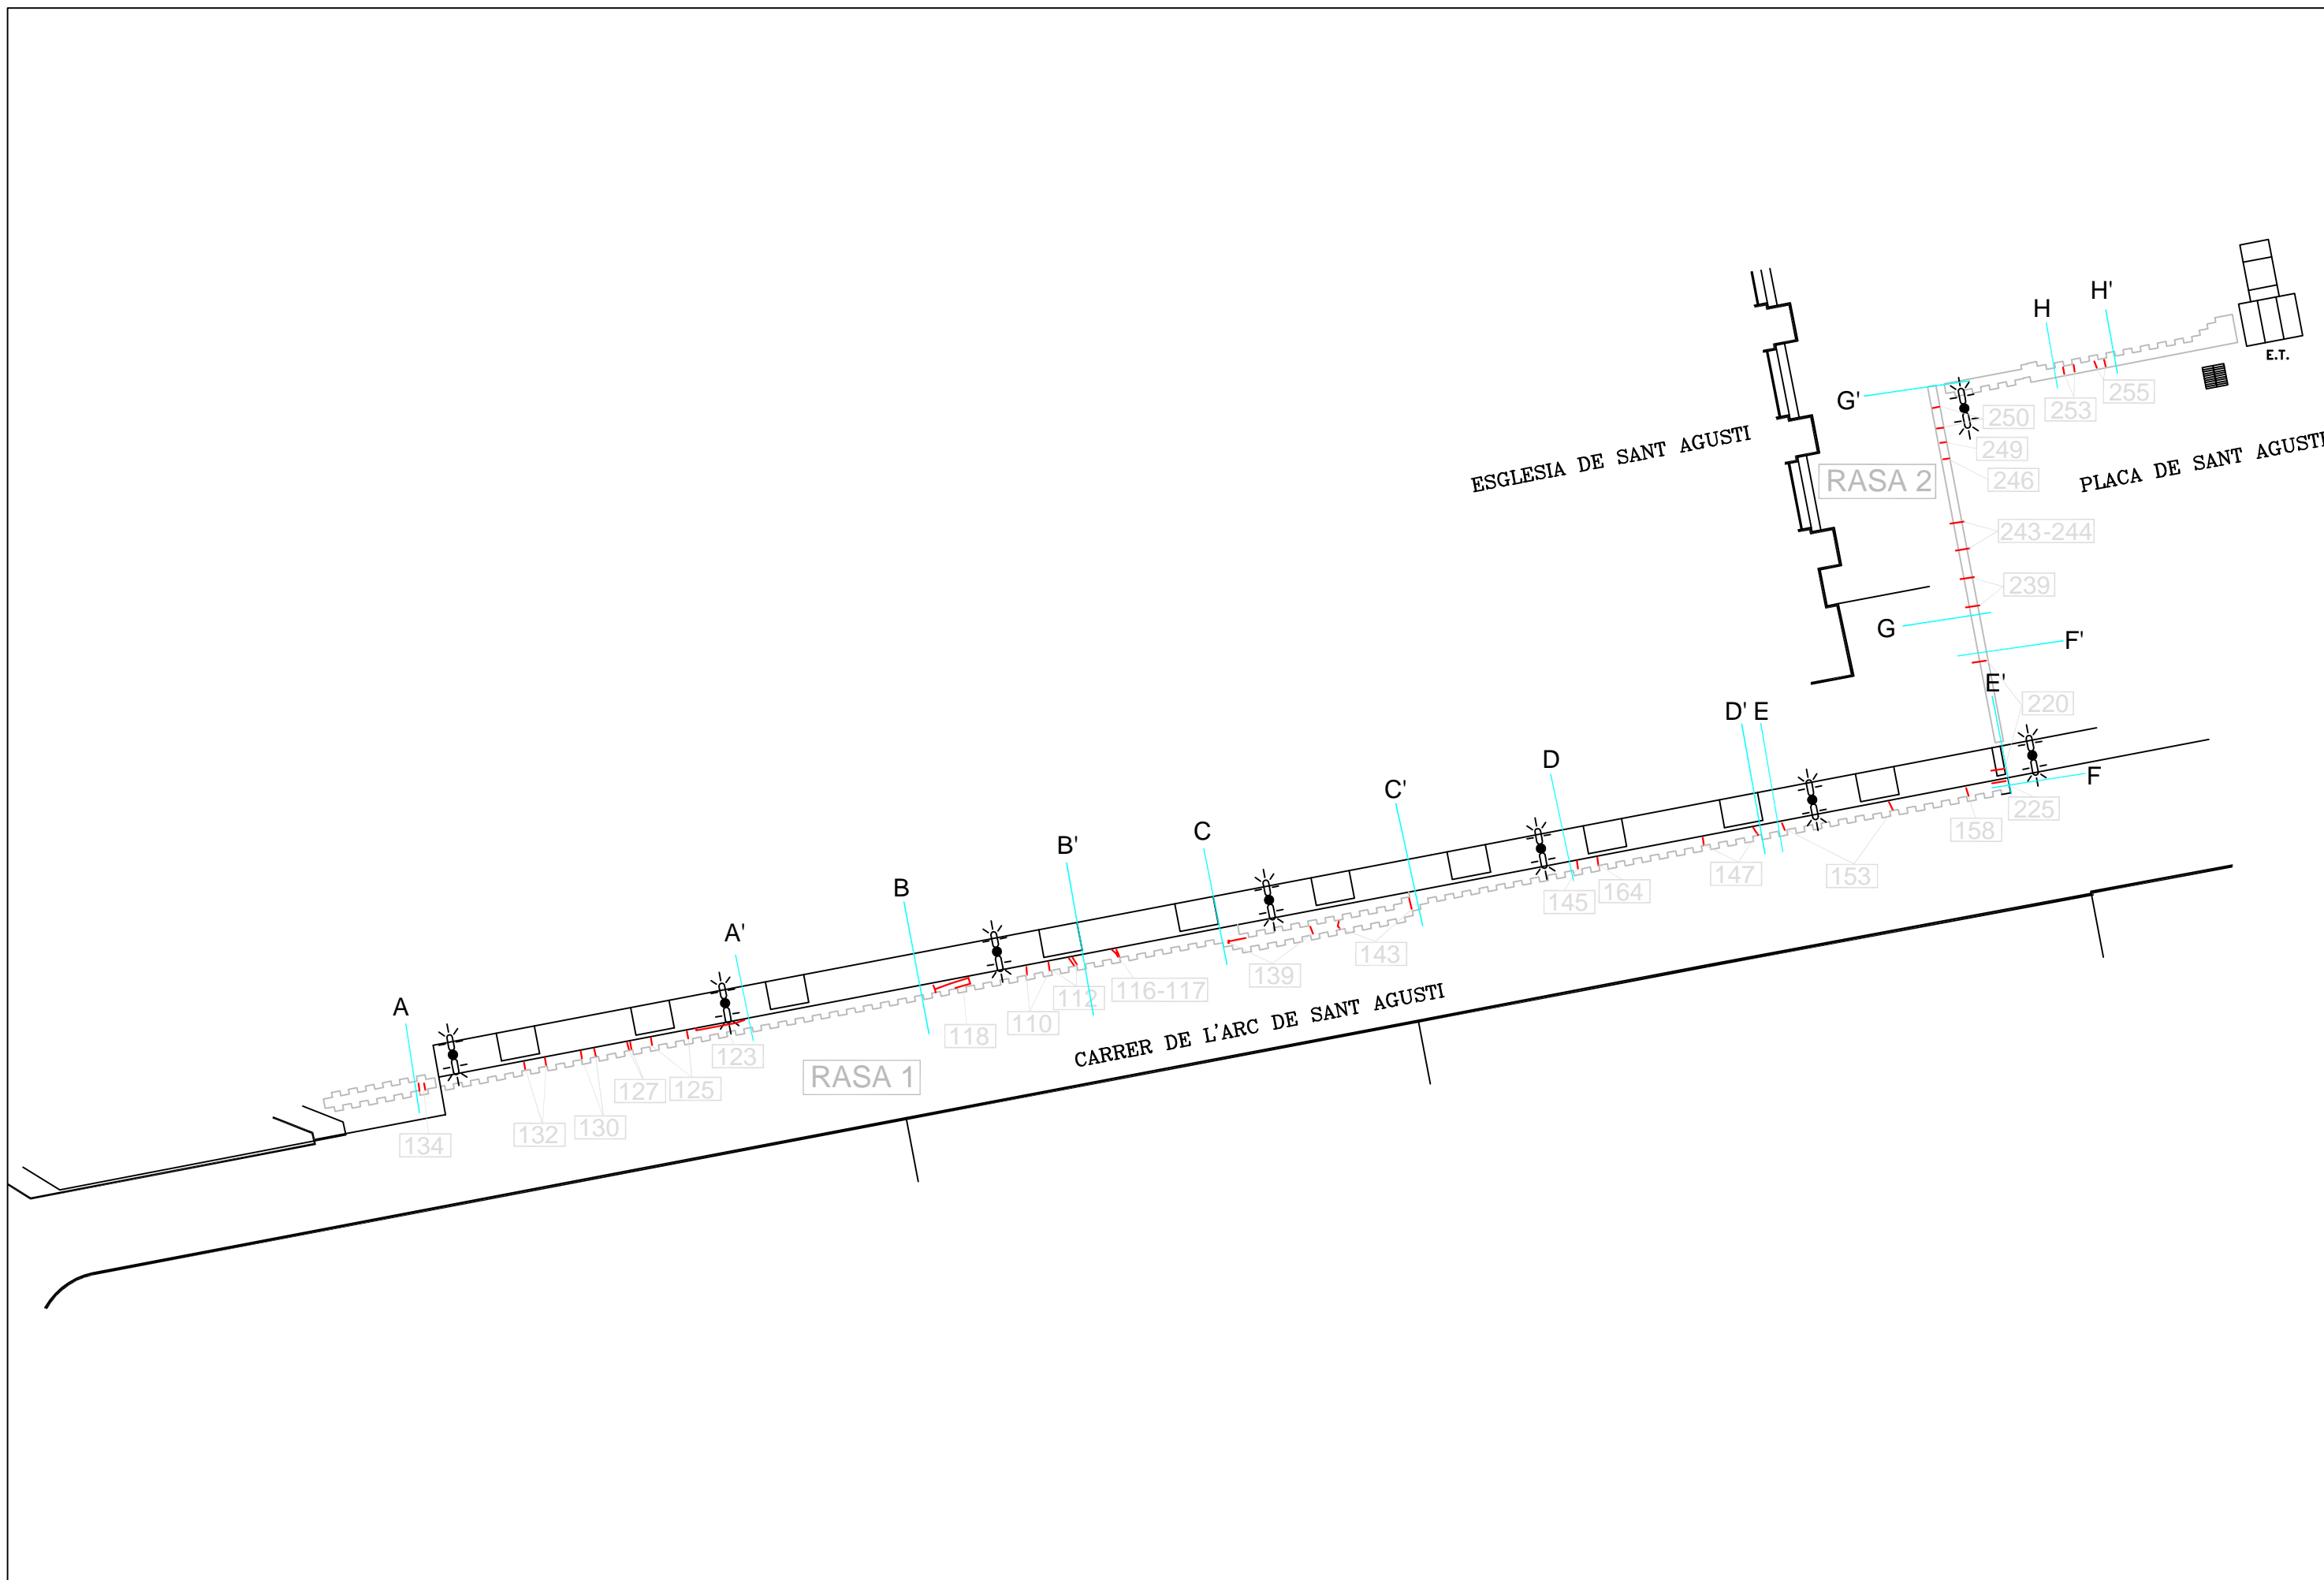 H'
H
E.T.
G'
255
253
250
249
246
ESGLESIA DE SANT AGUSTI
RASA 2
PLACA DE SANT AGUSTI
243-244
239
G
F'
E'
220
D' E
D
F
C'
225
158
C
B'
147
153
B
145
164
A'
143
139
116-117
112
A
118
110
CARRER DE L'ARC DE SANT AGUSTI
123
RASA 1
127
125
130
132
134